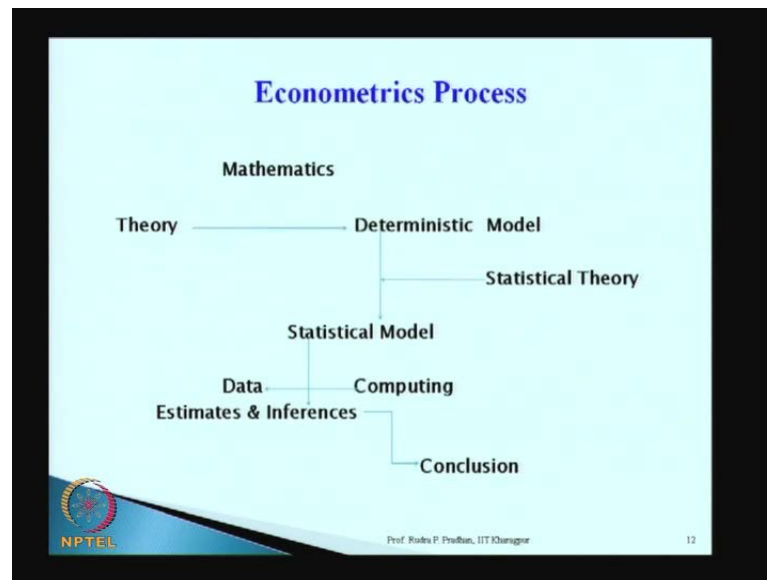 Econometrics Process
Mathematics
Theory Deterministic Model
Statistical Theory
Statistical Model
Data Computing
Estimates & Inferences
Conclusion
NPTEL
Prof. Rudra P. Pradhan, IIT Kharagpur 12